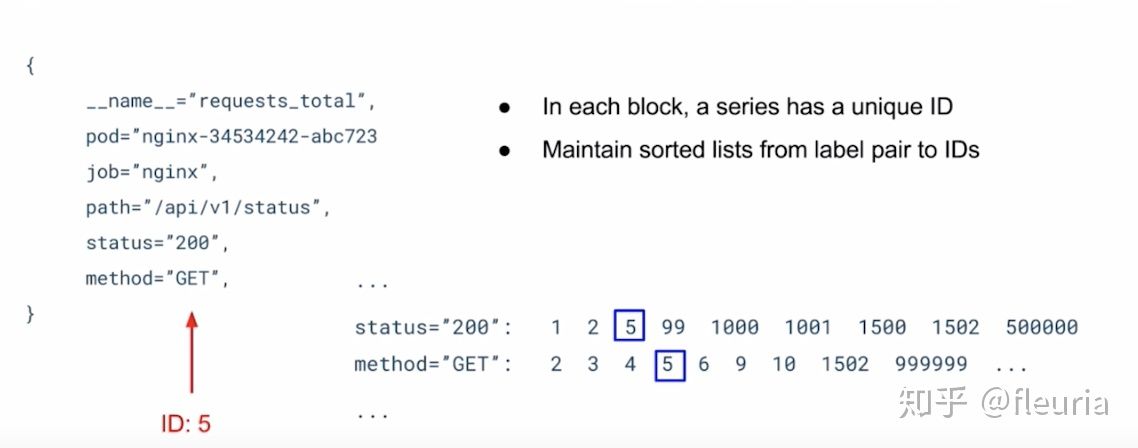 {
__name__="requests_total",
pod="nginx-34534242-abc723
job="nginx",
path="/api/v1/status",
status="200",
method="GET",
}
ID: 5
● In each block, a series has a unique ID
● Maintain sorted lists from label pair to IDs
...
status="200": 1 2 5 99 1000 1001 1500 1502 500000
method="GET": 2 3 4 5 6 9 10 1502 999999 ...
...
知乎 @fleuria